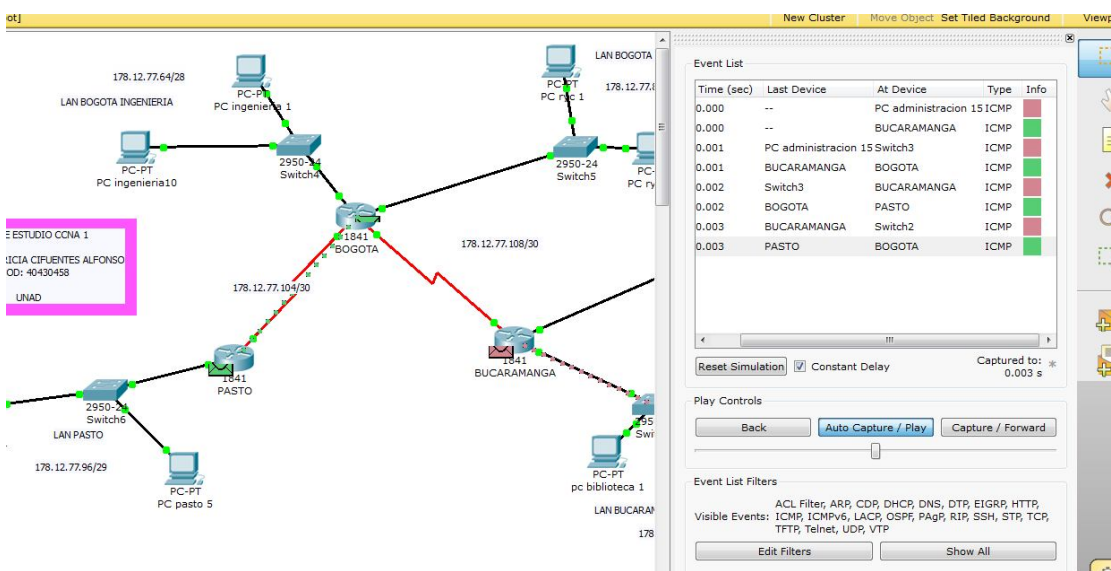 ot]
New Cluster Move Object Set Tiled Background Viewp
178.12.77.64/28
LAN BOGOTA INGENIERIA
PC-PT
PC ingenieria 1
PC-PT
PC ingenieria10
2950-24
Switch4
LAN BOGOTA
PC-PT
PC ryc 1
178.12.77.8
2950-24
Switch5
PC-
PC ry
1841
BOGOTA
178.12.77.108/30
E ESTUDIO CCNA 1
RICIA CIFUENTES ALFONSO
OD: 40430458
UNAD
178.12.77.104/30
1841
PASTO
1841
BUCARAMANGA
2950-24
Switch6
LAN PASTO
178.12.77.96/29
PC-PT
PC pasto 5
295
Swit
PC-PT
pc biblioteca 1
LAN BUCARAM
178
Event List
Time (sec) Last Device At Device Type Info
0.000 -- PC administracion 15 ICMP
0.000 -- BUCARAMANGA ICMP
0.001 PC administracion 15 Switch3 ICMP
0.001 BUCARAMANGA BOGOTA ICMP
0.002 Switch3 BUCARAMANGA ICMP
0.002 BOGOTA PASTO ICMP
0.003 BUCARAMANGA Switch2 ICMP
0.003 PASTO BOGOTA ICMP
Reset Simulation Constant Delay Captured to: *
0.003 s
Play Controls
Back Auto Capture / Play Capture / Forward
Event List Filters
Visible Events: ACL Filter, ARP, CDP, DHCP, DNS, DTP, EIGRP, HTTP,
ICMP, ICMPv6, LACP, OSPF, PAgP, RIP, SSH, STP, TCP,
TFTP, Telnet, UDP, VTP
Edit Filters Show All